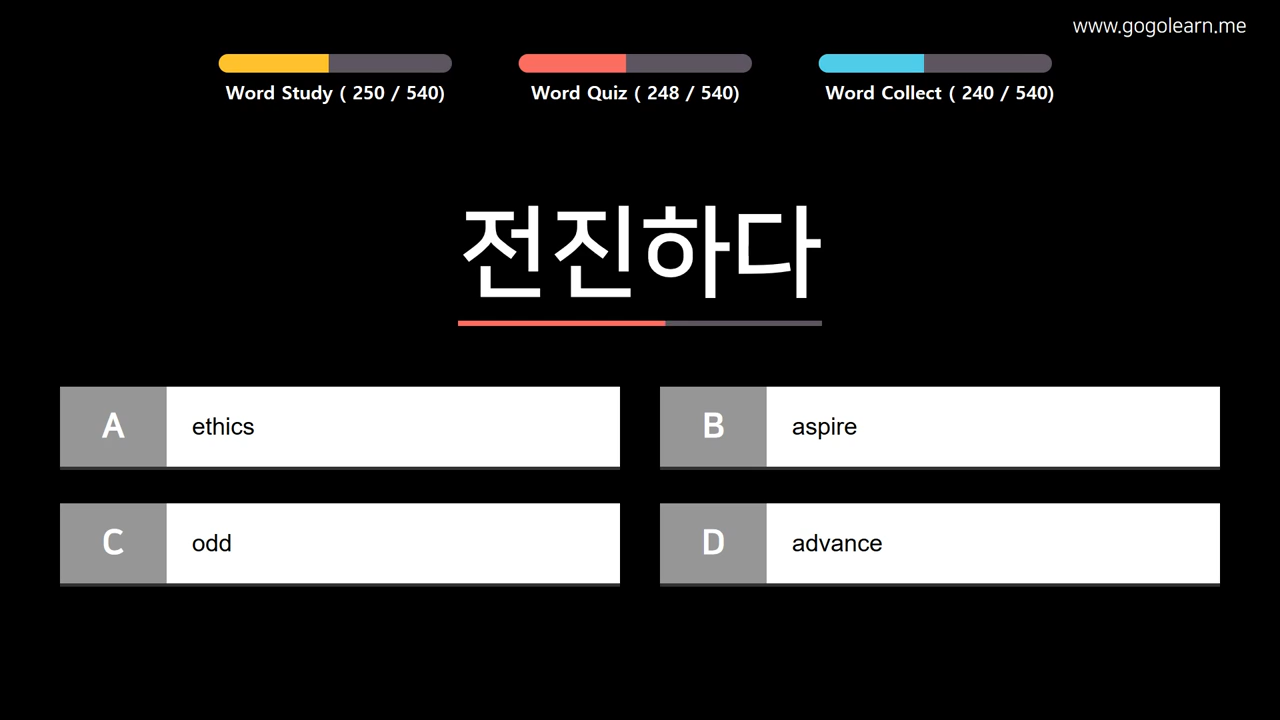 www.gogolearn.me
Word Study ( 250 / 540)
Word Quiz ( 248 / 540)
Word Collect ( 240 / 540)
전진하다
A ethics
B aspire
C odd
D advance